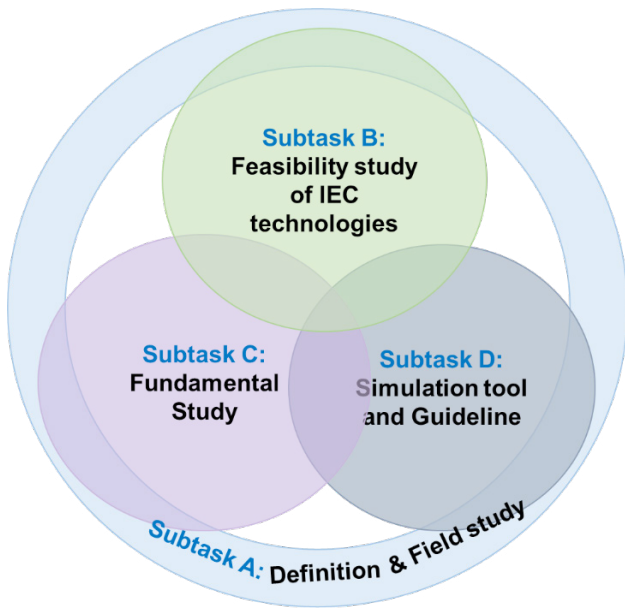 Subtask B:
Feasibility study
of IEC
technologies
Subtask C:
Fundamental
Study
Subtask D:
Simulation tool
and Guideline
Subtask A: Definition & Field study